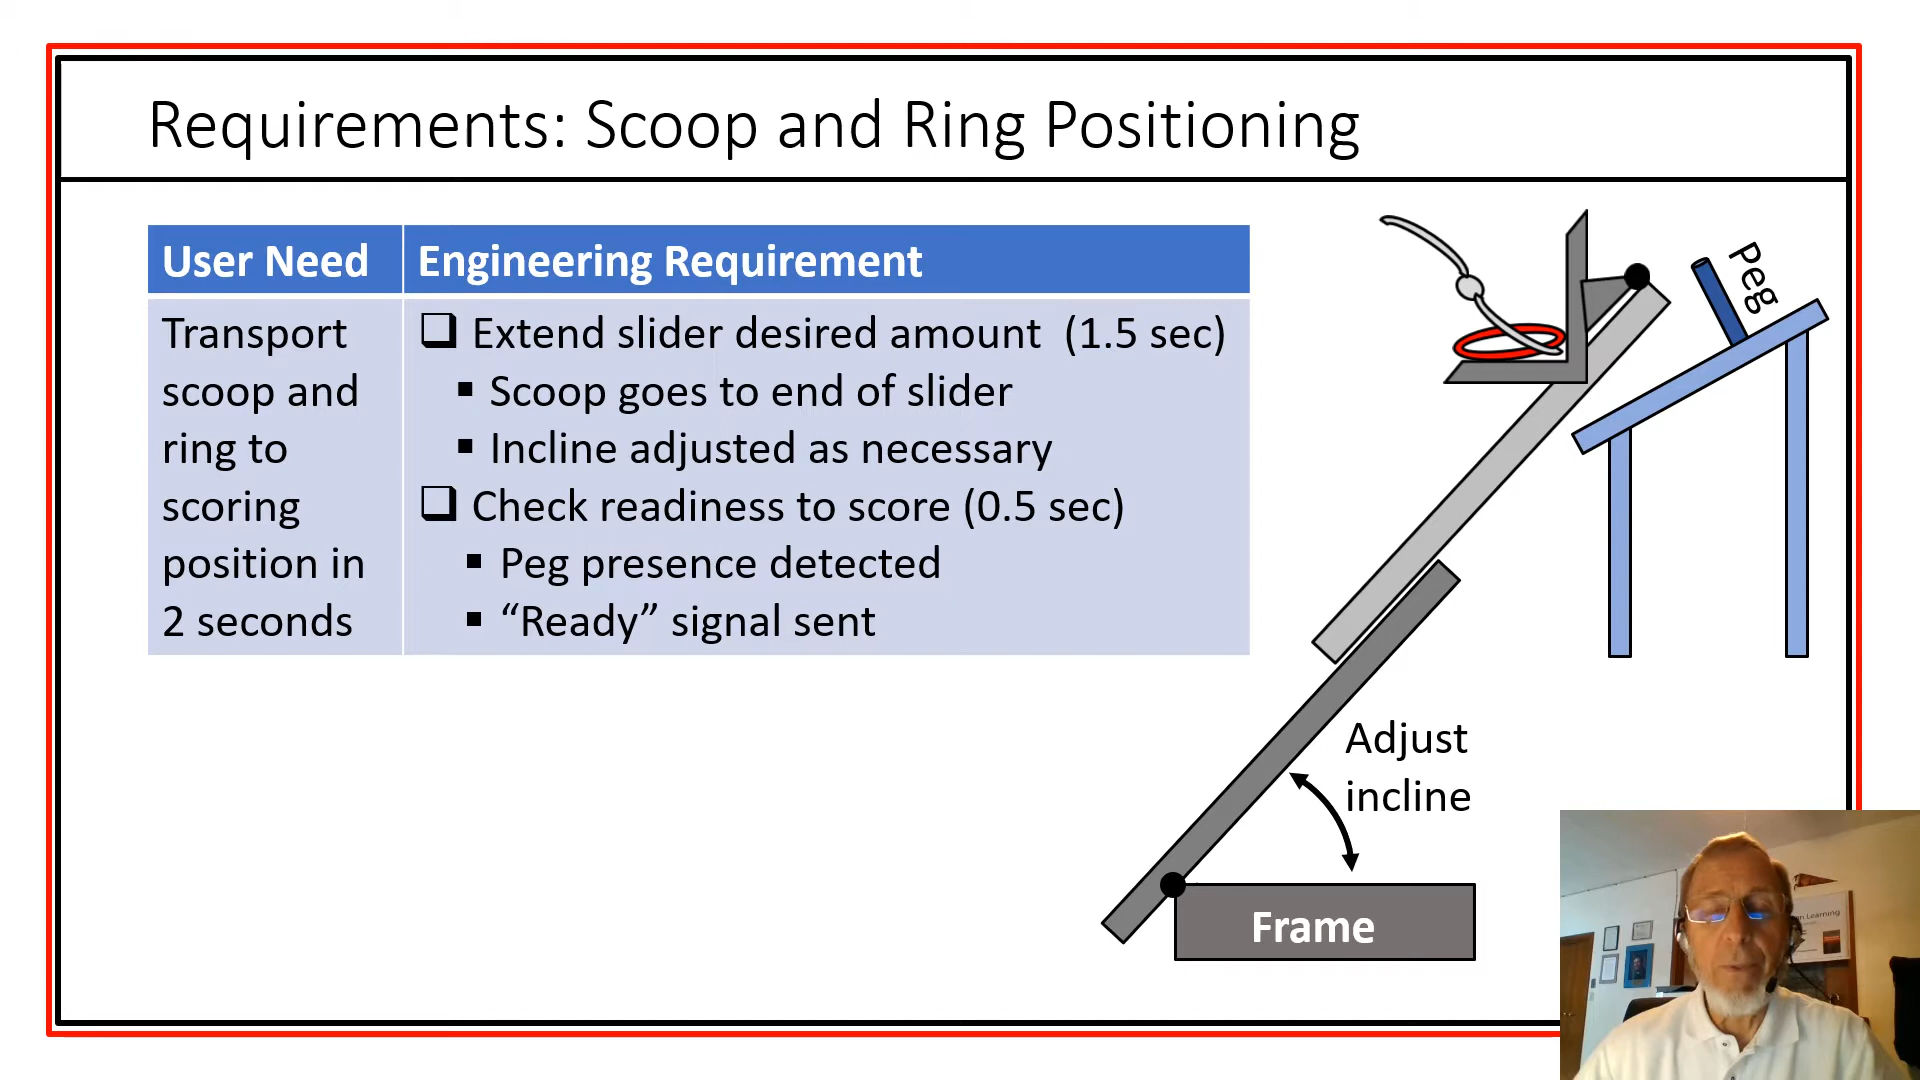 Requirements: Scoop and Ring Positioning
User Need
Engineering Requirement
Transport
scoop and
ring to
scoring
position in
2 seconds
❑ Extend slider desired amount (1.5 sec)
▪ Scoop goes to end of slider
▪ Incline adjusted as necessary
❑ Check readiness to score (0.5 sec)
▪ Peg presence detected
▪ “Ready” signal sent
Peg
Adjust
incline
Frame
Learning